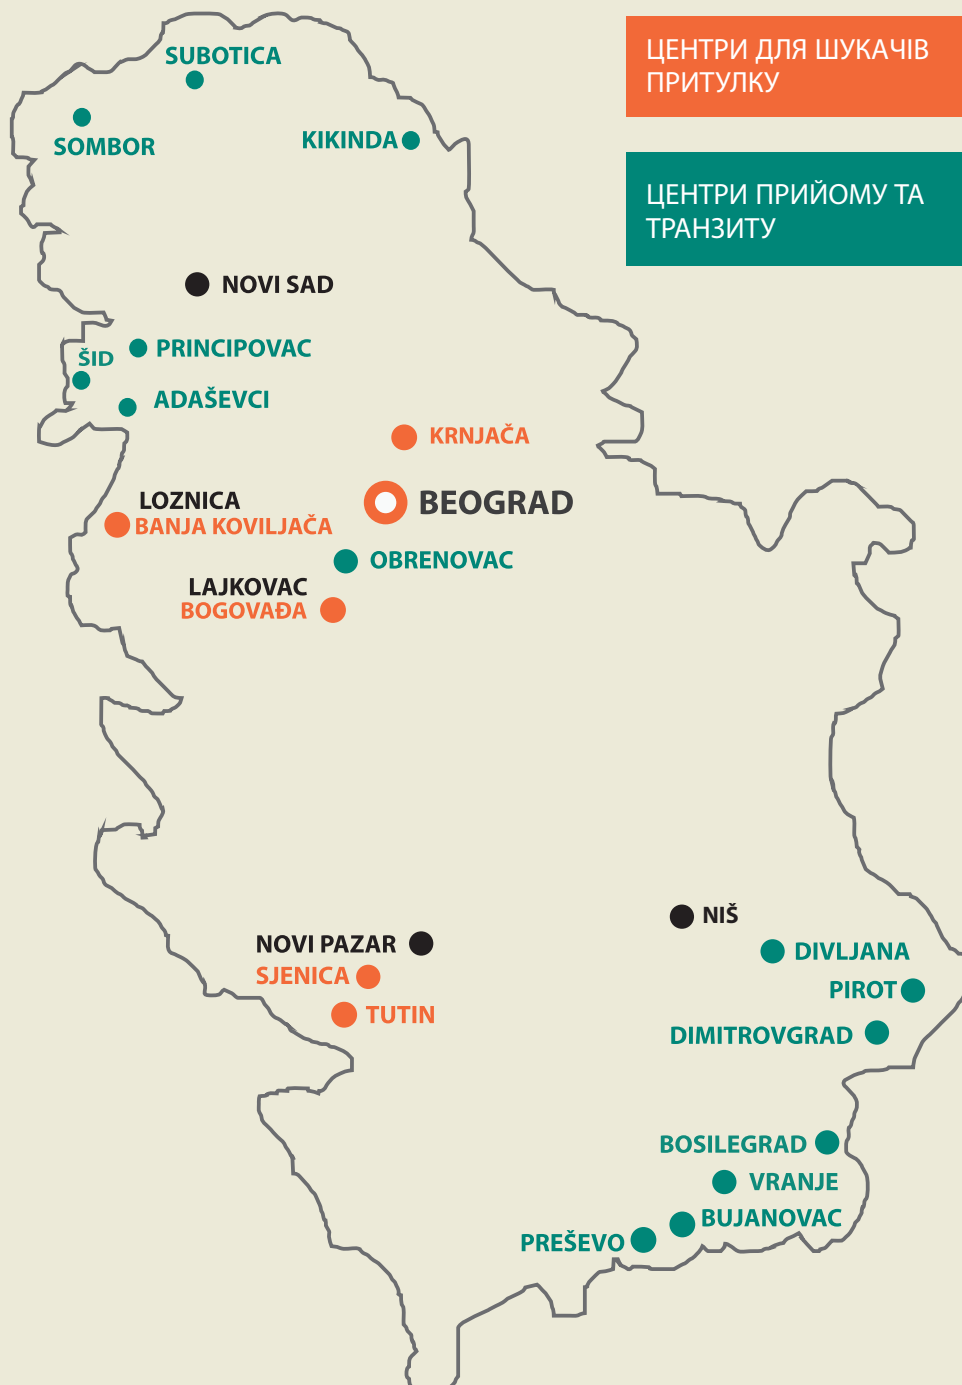 SUBOTICA
ЦЕНТРИ ДЛЯ ШУКАЧІВ
ПРИТУЛКУ
SOMBOR
KIKINDA
ЦЕНТРИ ПРИЙОМУ ТА
ТРАНЗИТУ
NOVI SAD
PRINCIPOVAC
ŠID
ADAŠEVCI
KRNJAČA
BEOGRAD
LOZNICA
BANJA KOVILJAČA
OBRENOVAC
LAJKOVAC
BOGOVAĐA
NIŠ
NOVI PAZAR
DIVLJANA
SJENICA
PIROT
TUTIN
DIMITROVGRAD
BOSILEGRAD
VRANJE
BUJANOVAC
PREŠEVO